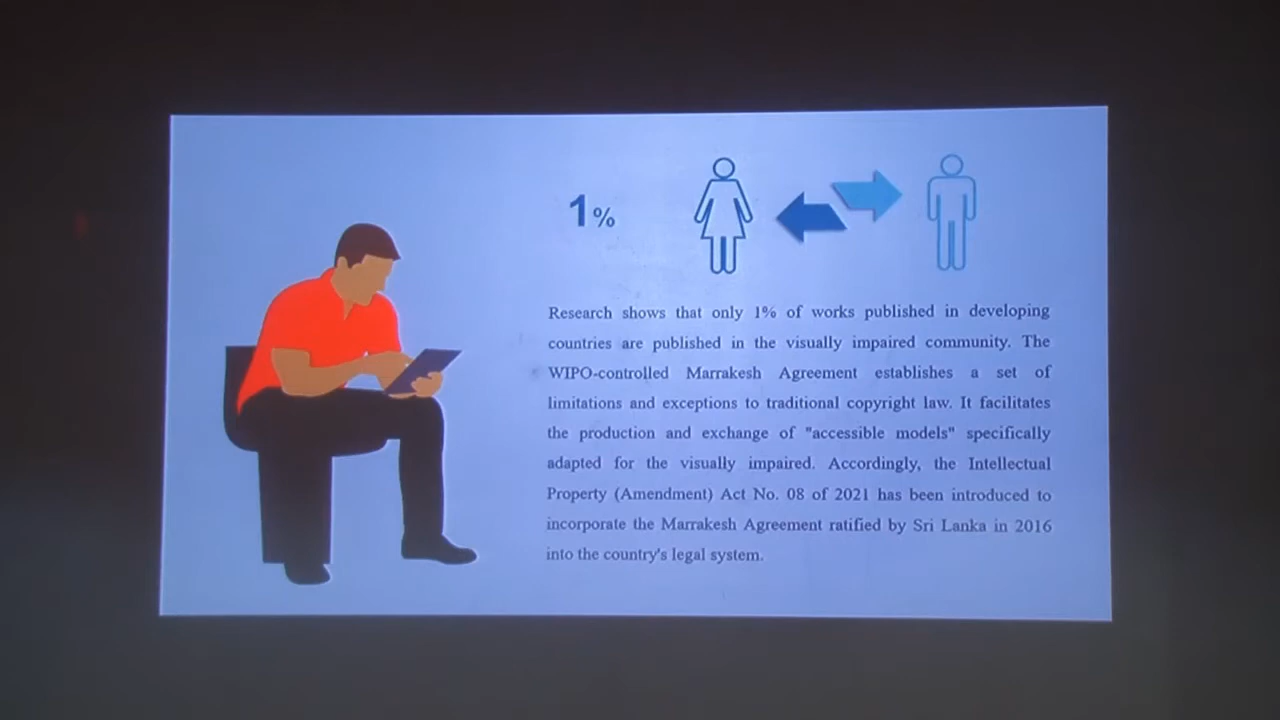 1%
Research shows that only 1% of works published in developing
countries are published in the visually impaired community. The
WIPO-controlled Marrakesh Agreement establishes a set of
limitations and exceptions to traditional copyright law. It facilitates
the production and exchange of "accessible models" specifically
adapted for the visually impaired. Accordingly, the Intellectual
Property (Amendment) Act No. 08 of 2021 has been introduced to
incorporate the Marrakesh Agreement ratified by Sri Lanka in 2016
into the country's legal system.